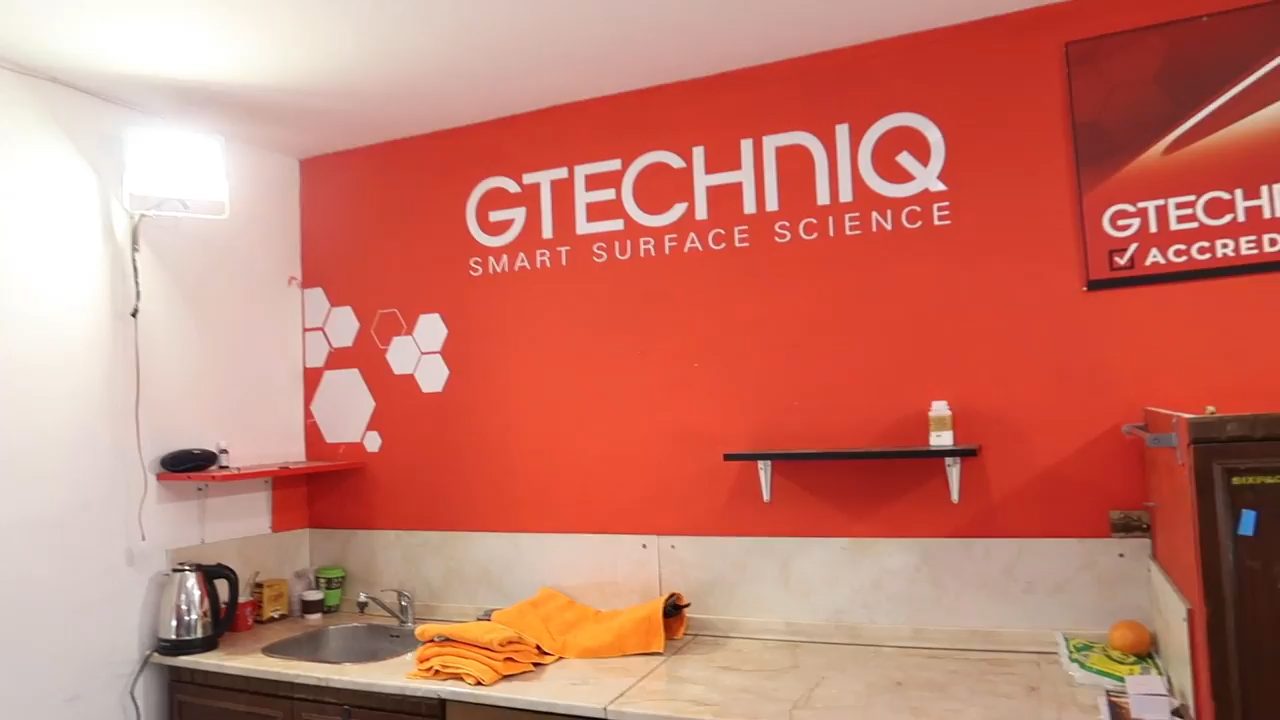 GTECHNIQ
SMART SURFACE SCIENCE
GTECHNI
ACCRED